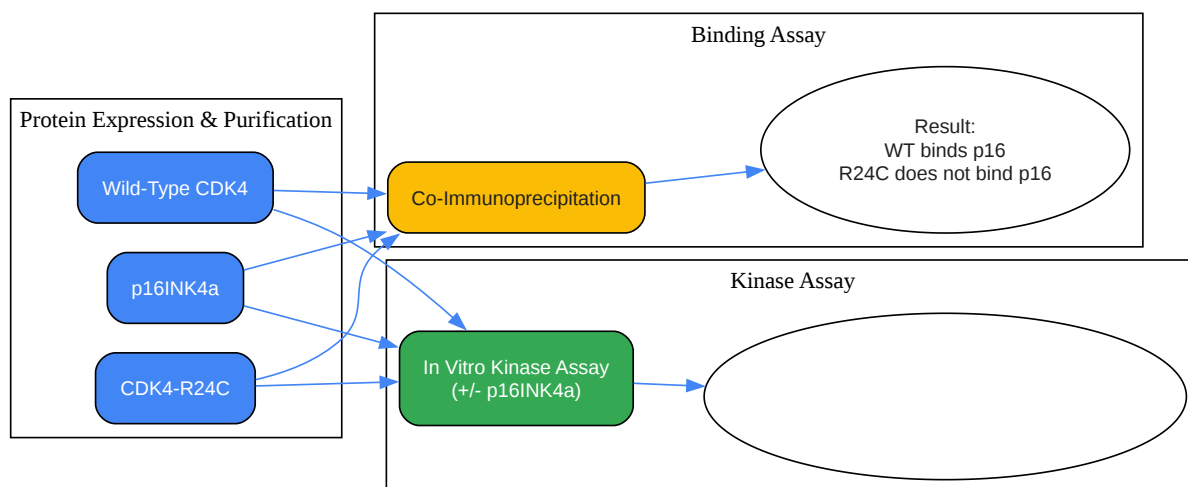 Protein Expression & Purification
Wild-Type CDK4
p16INK4a
CDK4-R24C
Binding Assay
Co-Immunoprecipitation
Result:
WT binds p16
R24C does not bind p16
Kinase Assay
In Vitro Kinase Assay
(+/- p16INK4a)